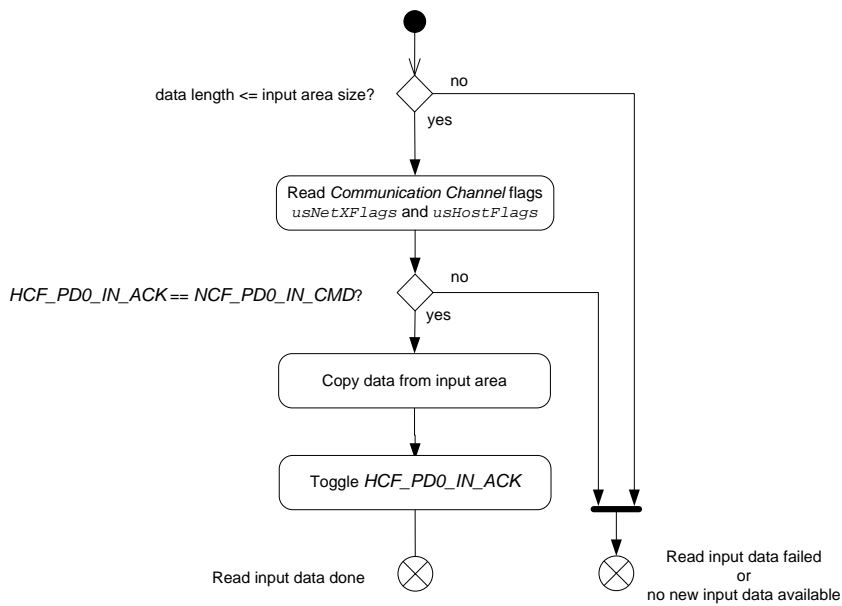 no
data length <= input area size?
yes
Read Communication Channel flags
usNetXFlags and usHostFlags
no
HCF_PD0_IN_ACK == NCF_PD0_IN_CMD?
yes
Copy data from input area
Toggle HCF_PD0_IN_ACK
Read input data done
Read input data failed
or
no new input data available